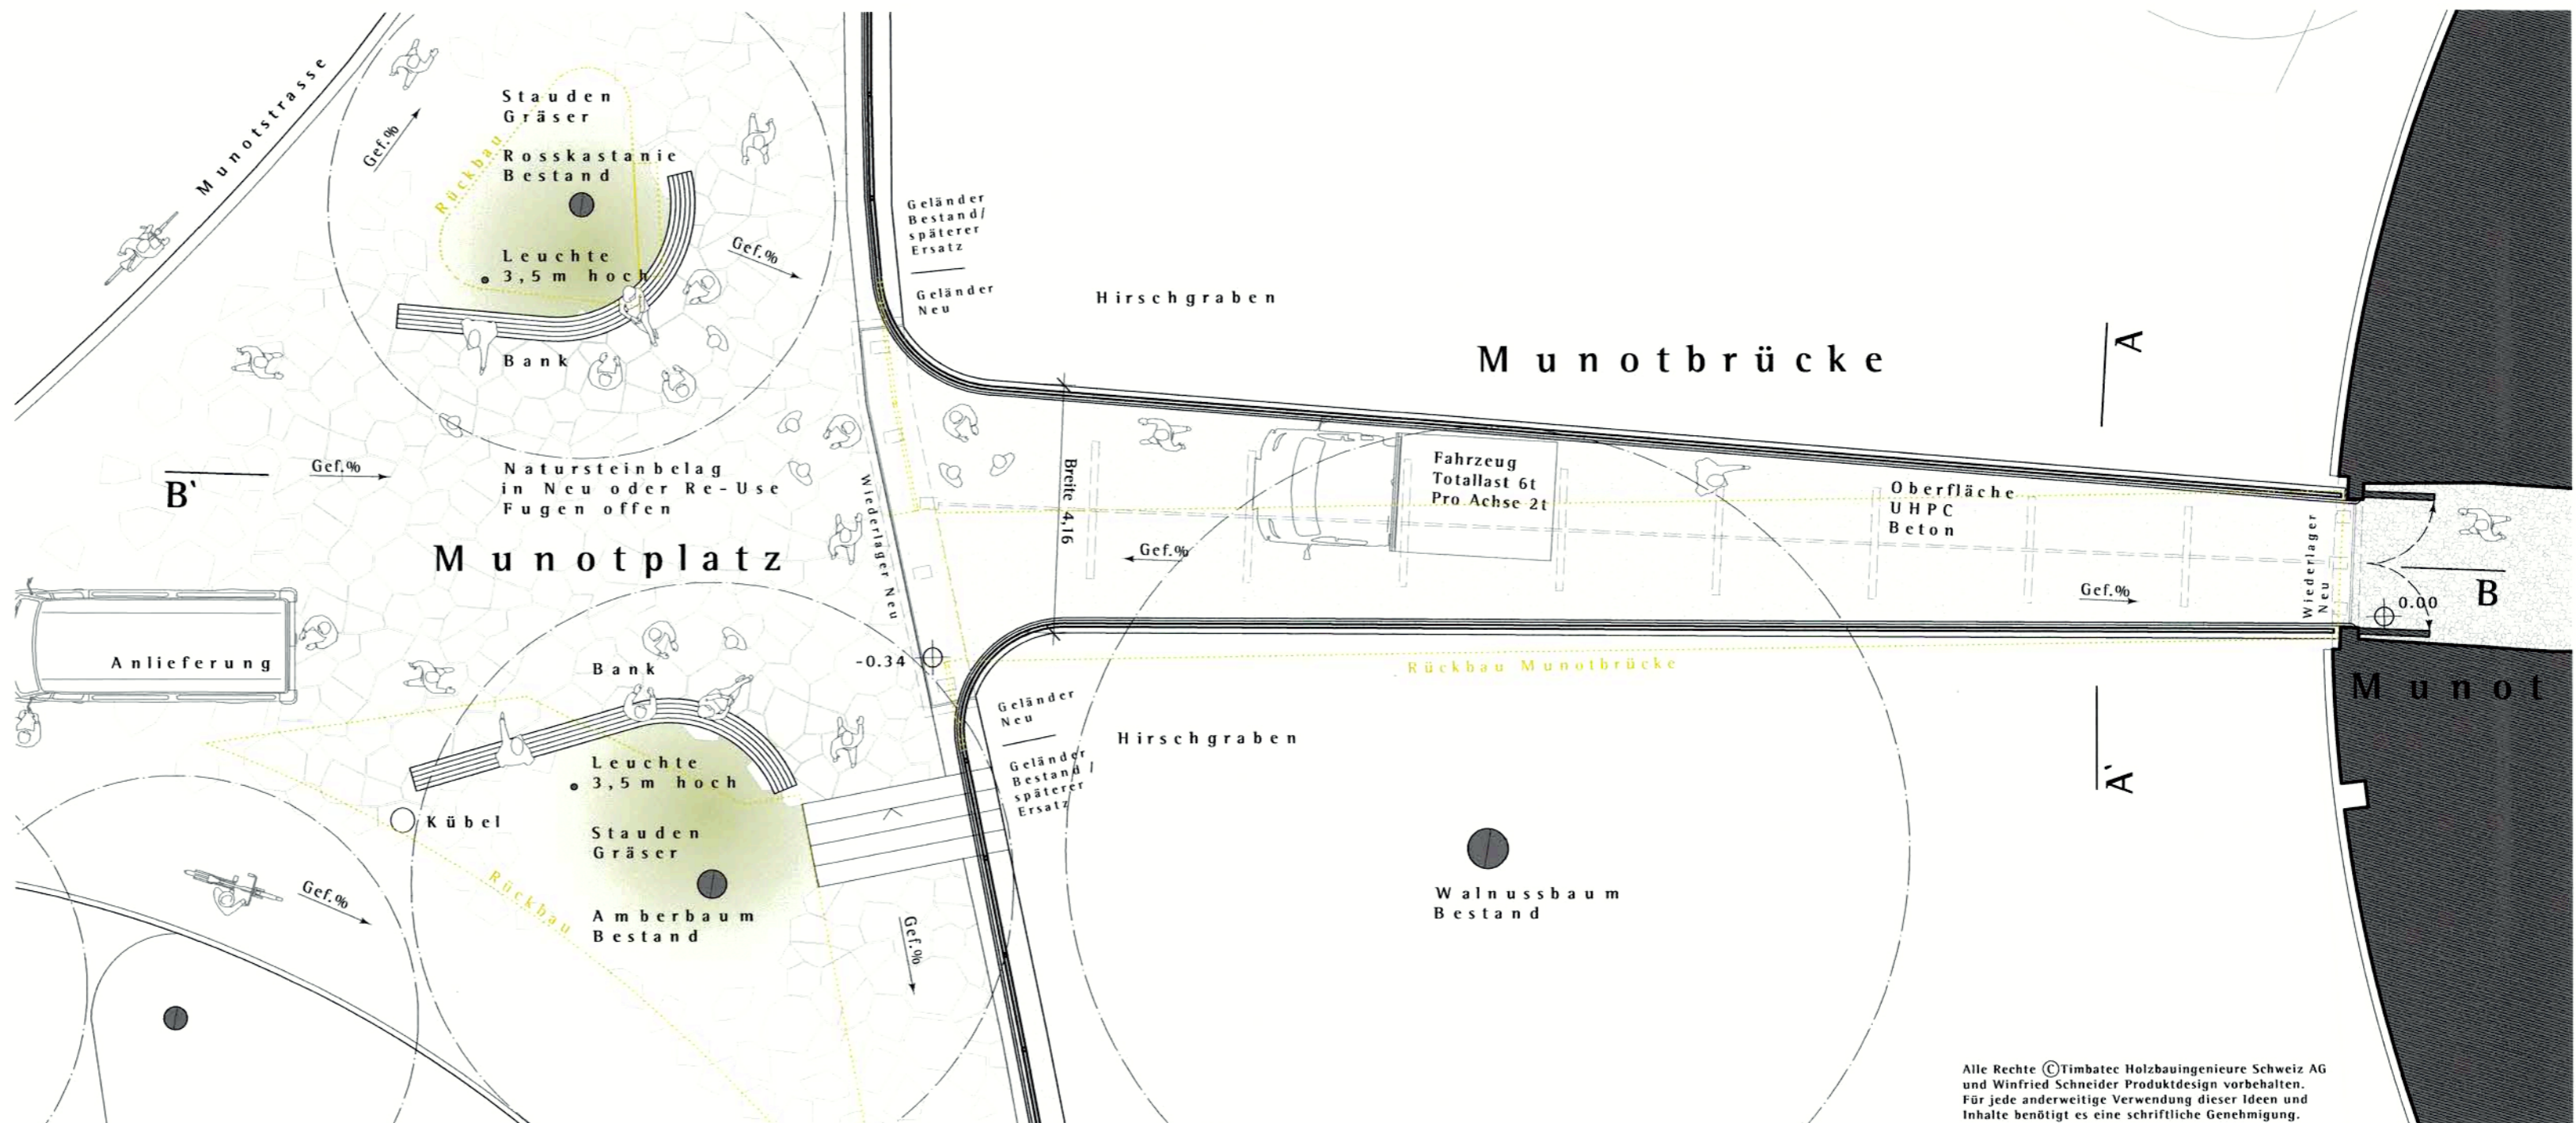 Munotstrasse
Gef.%
Stauden
Gräser
Rückbau
Rosskastanie
Bestand
Leuchte
3,5m hoch
Gef.%
Bank
Geländer
Bestand/
späterer
Ersatz
Geländer
Neu
Hirschgraben
Munotbrücke
A
B'
Gef.%
Natursteinbelag
in Neu oder Re-Use
Fugen offen
Munotplatz
Wiederlager Neu
Breite 4,16
Gef.%
Fahrzeug
Totallast 6t
Pro Achse 2t
Oberfläche
UHPC
Beton
Gef.%
Wiederlager
Neu
B
0.00
Anlieferung
Bank
-0.34
Rückbau Munotbrücke
Munot
Geländer
Neu
Geländer
Bestand /
späterer
Ersatz
Hirschgraben
A'
Leuchte
3,5m hoch
Kübel
Stauden
Gräser
Rückbau
Gef.%
Amberbaum
Bestand
Gef.%
Walnussbaum
Bestand
Alle Rechte ©Timbatec Holzbauingenieure Schweiz AG
und Winfried Schneider Produktdesign vorbehalten.
Für jede anderweitige Verwendung dieser Ideen und
Inhalte benötigt es eine schriftliche Genehmigung.